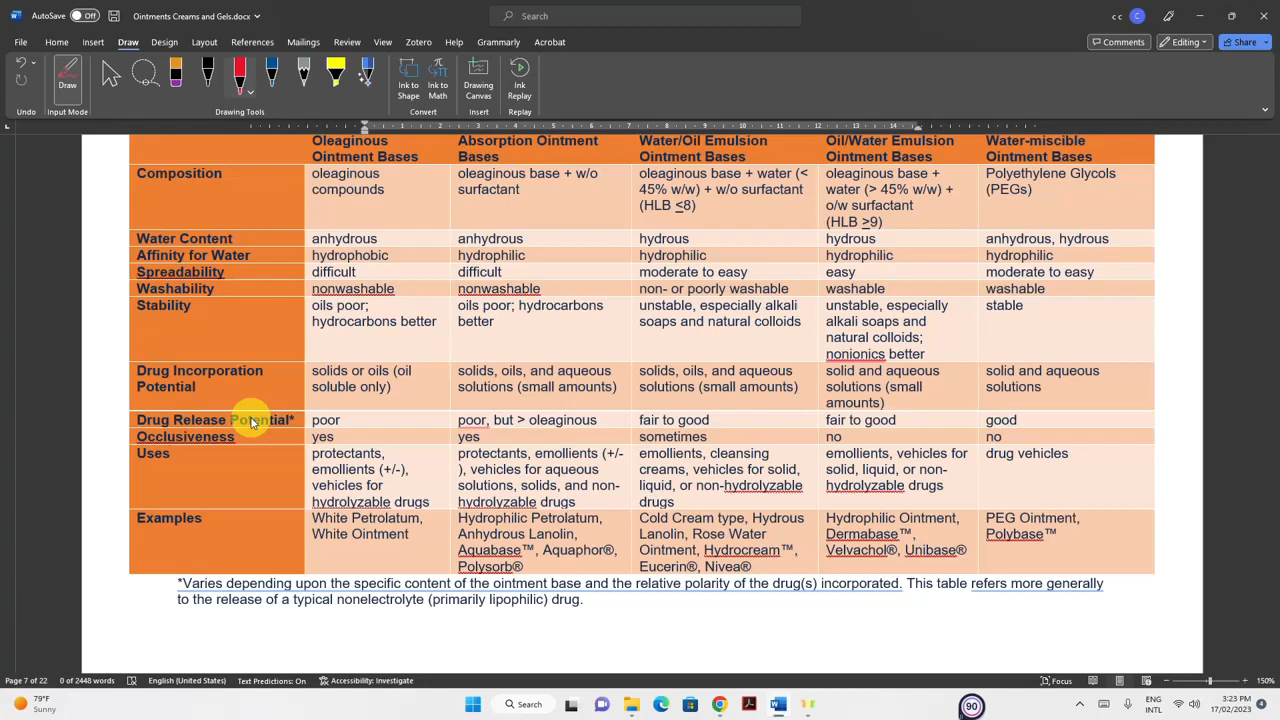 AutoSave Off Ointments Creams and Gels.docx Search c c C
File Home Insert Draw Design Layout References Mailings Review View Zotero Help Grammarly Acrobat Comments Editing Share
Draw Ink to Shape Ink to Math Drawing Canvas Ink Replay
Undo Input Mode Drawing Tools Convert Insert Replay
1 2 3 4 5 6 7 8 9 10 11 12 13 14
Oleaginous Ointment Bases
Absorption Ointment Bases
Water/Oil Emulsion Ointment Bases
Oil/Water Emulsion Ointment Bases
Water-miscible Ointment Bases
Composition
oleaginous
compounds
oleaginous base + w/o
surfactant
oleaginous base + water (<
45% w/w) + w/o surfactant
(HLB <8)
oleaginous base +
water (> 45% w/w) +
o/w surfactant
(HLB >9)
Polyethylene Glycols
(PEGs)
Water Content anhydrous anhydrous hydrous hydrous anhydrous, hydrous
Affinity for Water hydrophobic hydrophilic hydrophilic hydrophilic hydrophilic
Spreadability difficult difficult moderate to easy easy moderate to easy
Washability nonwashable nonwashable non- or poorly washable washable washable
Stability
oils poor;
hydrocarbons better
oils poor; hydrocarbons
better
unstable, especially alkali
soaps and natural colloids
unstable, especially
alkali soaps and
natural colloids;
nonionics better
stable
Drug Incorporation
Potential
solids or oils (oil
soluble only)
solids, oils, and aqueous
solutions (small amounts)
solids, oils, and aqueous
solutions (small amounts)
solid and aqueous
solutions (small
amounts)
solid and aqueous
solutions
Drug Release Potential* poor poor, but > oleaginous fair to good fair to good good
Occlusiveness yes yes sometimes no no
Uses
protectants,
emollients (+/-),
vehicles for
hydrolyzable drugs
protectants, emollients (+/-
), vehicles for aqueous
solutions, solids, and non-
hydrolyzable drugs
emollients, cleansing
creams, vehicles for solid,
liquid, or non-hydrolyzable
drugs
emollients, vehicles for
solid, liquid, or non-
hydrolyzable drugs
drug vehicles
Examples
White Petrolatum,
White Ointment
Hydrophilic Petrolatum,
Anhydrous Lanolin,
Aquabase™, Aquaphor®,
Polysorb®
Cold Cream type, Hydrous
Lanolin, Rose Water
Ointment, Hydrocream™,
Eucerin®, Nivea®
Hydrophilic Ointment,
Dermabase™,
Velvachol®, Unibase®
PEG Ointment,
Polybase™
*Varies depending upon the specific content of the ointment base and the relative polarity of the drug(s) incorporated. This table refers more generally
to the release of a typical nonelectrolyte (primarily lipophilic) drug.
Page 7 of 22 0 of 2448 words English (United States) Text Predictions: On Accessibility: Investigate Focus 150%
79°F
Sunny
Search
90
ENG
INTL
3:23 PM
17/02/2023